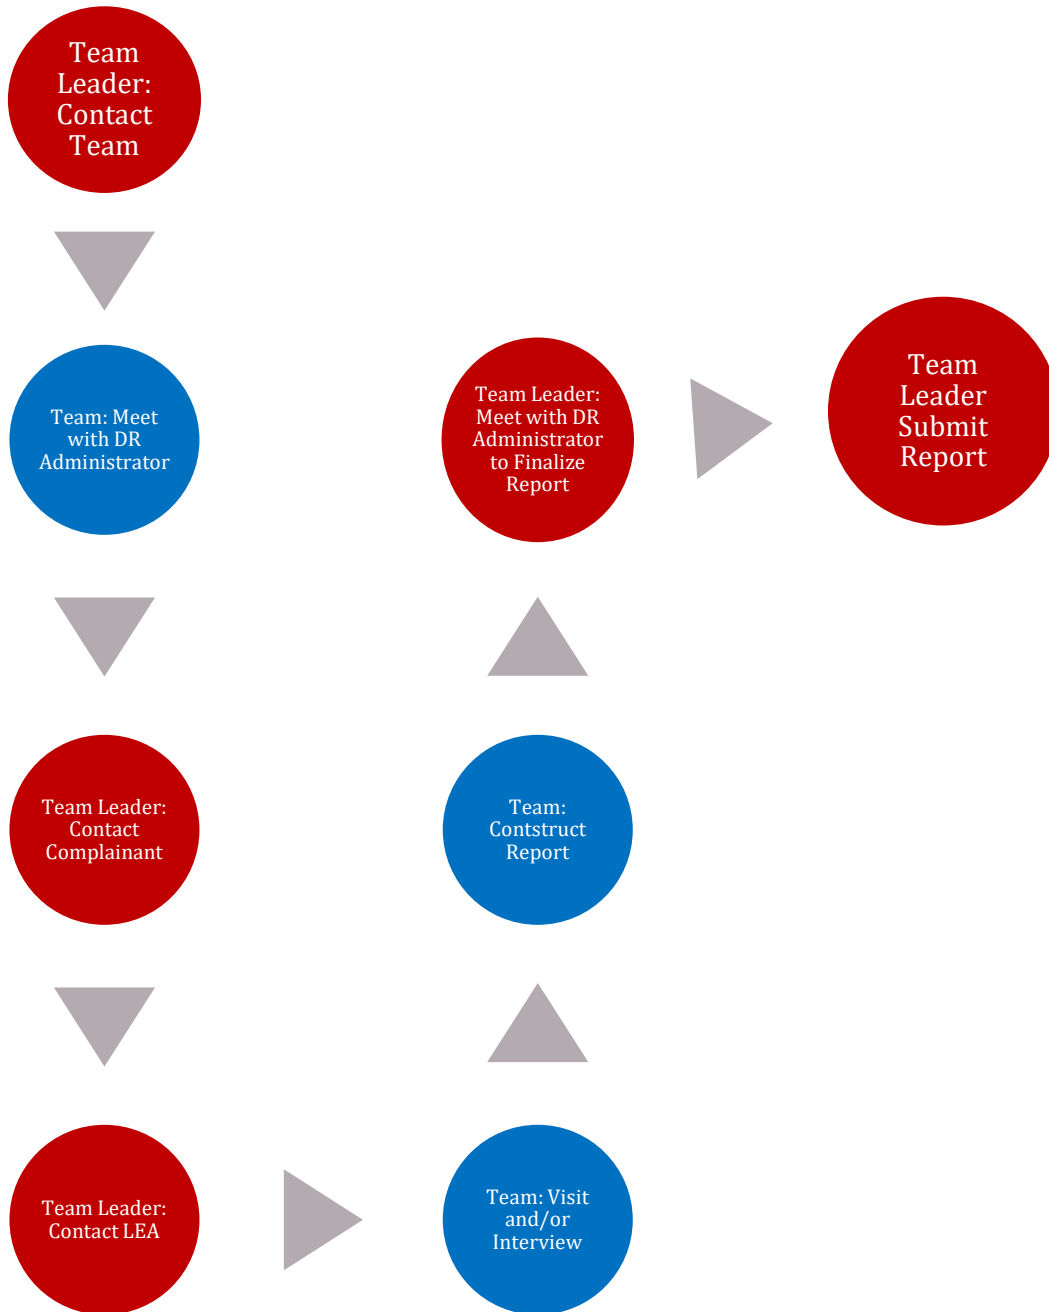 Team
Leader:
Contact
Team
Team: Meet
with DR
Administrator
Team Leader:
Contact
Complainant
Team Leader:
Contact LEA
Team: Visit
and/or
Interview
Team:
Contstruct
Report
Team Leader:
Meet with DR
Administrator
to Finalize
Report
Team
Leader
Submit
Report